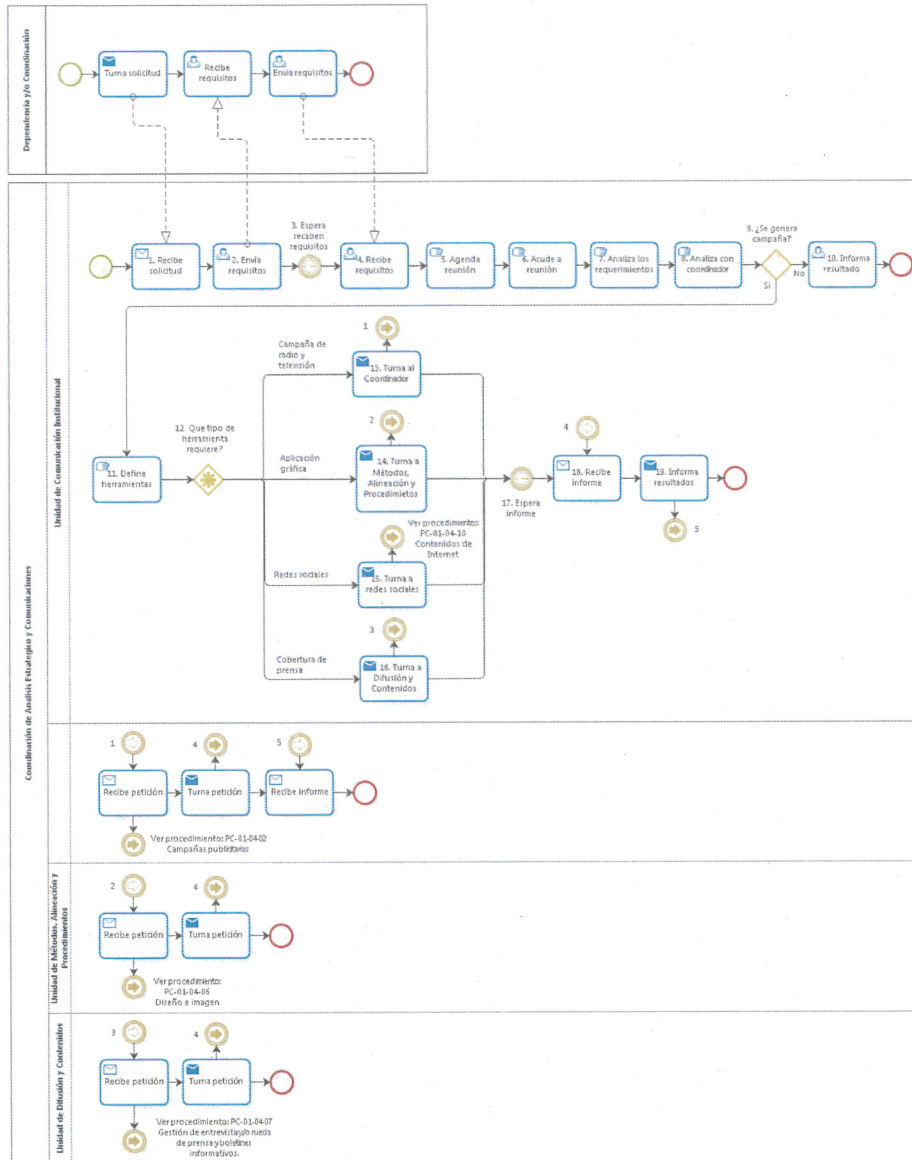 Dependencia y/o Coordinación
Turna solicitud
Recibe
requisitos
Envía requisitos
Coordinación de Analisis Estrategico y Comunicaciones
Unidad de Comunicación Institucional
1. Recibe
solicitud
2. Envía
requisitos
3. Espera
recaben
requisitos
4. Recibe
requisitos
5. Agenda
reunión
6. Acude a
reunión
7. Analiza los
requerimientos
8. Analiza con
coordinador
9. ¿Se genera
campaña?
No
Si
10. Informa
resultado
11. Define
herramientas
12. Que tipo de
herramienta
requiere?
Campaña de
radio y
televisión
1
13. Turna al
Coordinador
Aplicación
gráfica
2
14. Turna a
Métodos,
Alineación y
Procedimietos
Redes sociales
Ver procedimiento:
PC-01-04-10
Contenidos de
Internet
15. Turna a
redes sociales
Cobertura de
prensa
3
16. Turna a
Difusión y
Contenidos
17. Espera
informe
4
18. Recibe
informe
19. Informa
resultados
5
1
Recibe petición
4
Turna petición
5
Recibe informe
Ver procedimiento: PC-01-04-02
Campañas publicitarias
Unidad de Métodos, Alineación y
Procedimientos
2
Recibe petición
4
Turna petición
Ver procedimiento:
PC-01-04-06
Diseño e imagen
Unidad de Difusión y Contenidos
3
Recibe petición
4
Turna petición
Ver procedimiento: PC-01-04-07
Gestión de entrevista y/o rueda
de prensa y boletines
informativos.